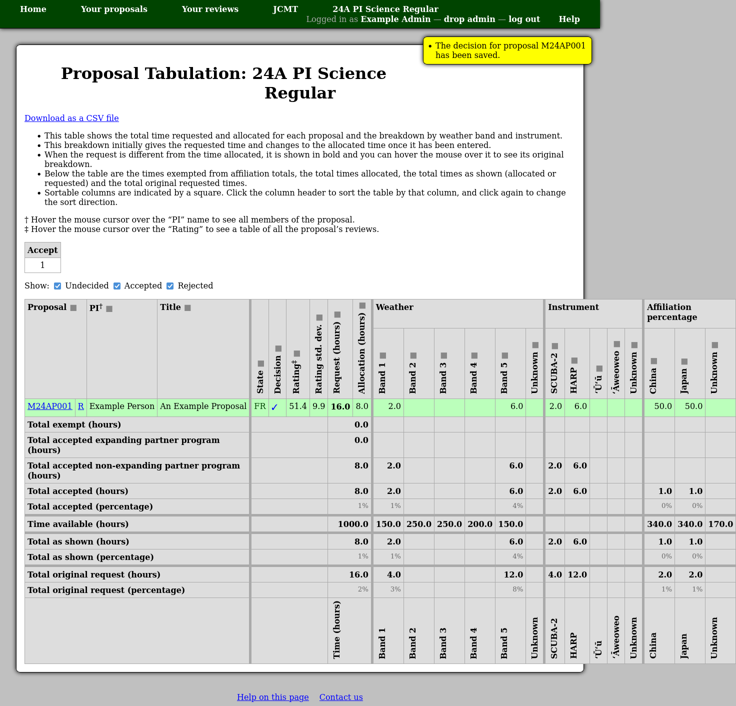 Home Your proposals Your reviews JCMT 24A PI Science Regular
Logged in as Example Admin — drop admin — log out Help
• The decision for proposal M24AP001
has been saved.
Proposal Tabulation: 24A PI Science
Regular
Download as a CSV file
• This table shows the total time requested and allocated for each proposal and the breakdown by weather band and instrument.
• This breakdown initially gives the requested time and changes to the allocated time once it has been entered.
• When the request is different from the time allocated, it is shown in bold and you can hover the mouse over it to see its original
breakdown.
• Below the table are the times exempted from affiliation totals, the total times allocated, the total times as shown (allocated or
requested) and the total original requested times.
• Sortable columns are indicated by a square. Click the column header to sort the table by that column, and click again to change
the sort direction.
† Hover the mouse cursor over the “PI” name to see all members of the proposal.
‡ Hover the mouse cursor over the “Rating” to see a table of all the proposal’s reviews.
Accept
1
Show: Undecided Accepted Rejected
Proposal PI† Title State Decision Rating‡ Rating std. dev. Request (hours) Allocation (hours) Weather Instrument Affiliation
percentage
Band 1 Band 2 Band 3 Band 4 Band 5 Unknown SCUBA-2 HARP ʻŪʻū ʻĀweoweo Unknown China Japan Unknown
M24AP001 R Example Person An Example Proposal FR ✓ 51.4 9.9 16.0 8.0 2.0 6.0 2.0 6.0 50.0 50.0
Total exempt (hours) 0.0
Total accepted expanding partner program
(hours) 0.0
Total accepted non-expanding partner program
(hours) 8.0 2.0 6.0 2.0 6.0
Total accepted (hours) 8.0 2.0 6.0 2.0 6.0 1.0 1.0
Total accepted (percentage) 1% 1% 4% 0% 0%
Time available (hours) 1000.0 150.0 250.0 250.0 200.0 150.0 340.0 340.0 170.0
Total as shown (hours) 8.0 2.0 6.0 2.0 6.0 1.0 1.0
Total as shown (percentage) 1% 1% 4% 0% 0%
Total original request (hours) 16.0 4.0 12.0 4.0 12.0 2.0 2.0
Total original request (percentage) 2% 3% 8% 1% 1%
Time (hours) Band 1 Band 2 Band 3 Band 4 Band 5 Unknown SCUBA-2 HARP ʻŪʻū ʻĀweoweo Unknown China Japan Unknown
Help on this page Contact us